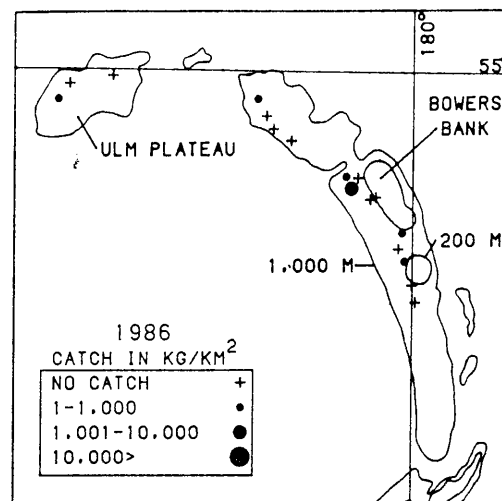 180°
55
BOWERS
BANK
ULM PLATEAU
200 M
1,000 M
1986
CATCH IN KG/KM²
NO CATCH +
1-1.000
1.001-10.000
10.000>